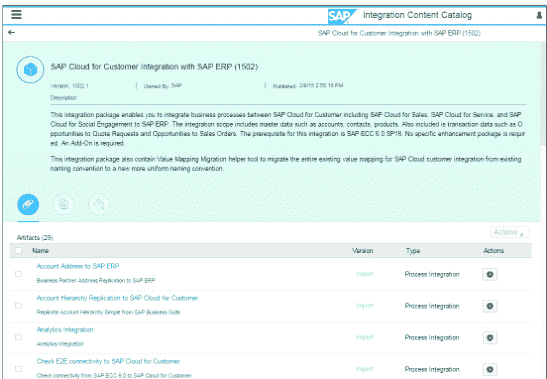 SAP Integration Content Catalog
SAP Cloud for Customer Integration with SAP ERP (1502)
SAP Cloud for Customer Integration with SAP ERP (1502)
Version: 1502.1 | Owned By: SAP | Published: 2/9/15 2:55:18 PM
Description:
This integration package enables you to integrate business processes between SAP Cloud for Customer including SAP Cloud for Sales, SAP Cloud for Service, and SAP
Cloud for Social Engagement to SAP ERP. The integration scope includes master data such as accounts, contacts, products. Also included is transaction data such as O
pportunities to Quote Requests and Opportunities to Sales Orders. The prerequisite for this integration is SAP ECC 6.0 SP18. No specific enhancement package is requir
ed. An Add-On is required.
This integration package also contain Value Mapping Migration helper tool to migrate the entire existing value mapping for SAP Cloud customer integration from existing
naming convention to a new more uniform naming convention.
Actions
Artifacts (29)
Name Version Type Actions
Account Address to SAP ERP
Import Process Integration
Business Partner Address Replication to SAP ERP
Account Hierarchy Replication to SAP Cloud for Customer
Import Process Integration
Replicate Account Hierarchy Simple from SAP Business Suite
Analytics Integration
Import Process Integration
Analytics Integration
Check E2E connectivity to SAP Cloud for Customer
Import Process Integration
Check connectivity from SAP ECC 6.0 to SAP Cloud for Customer